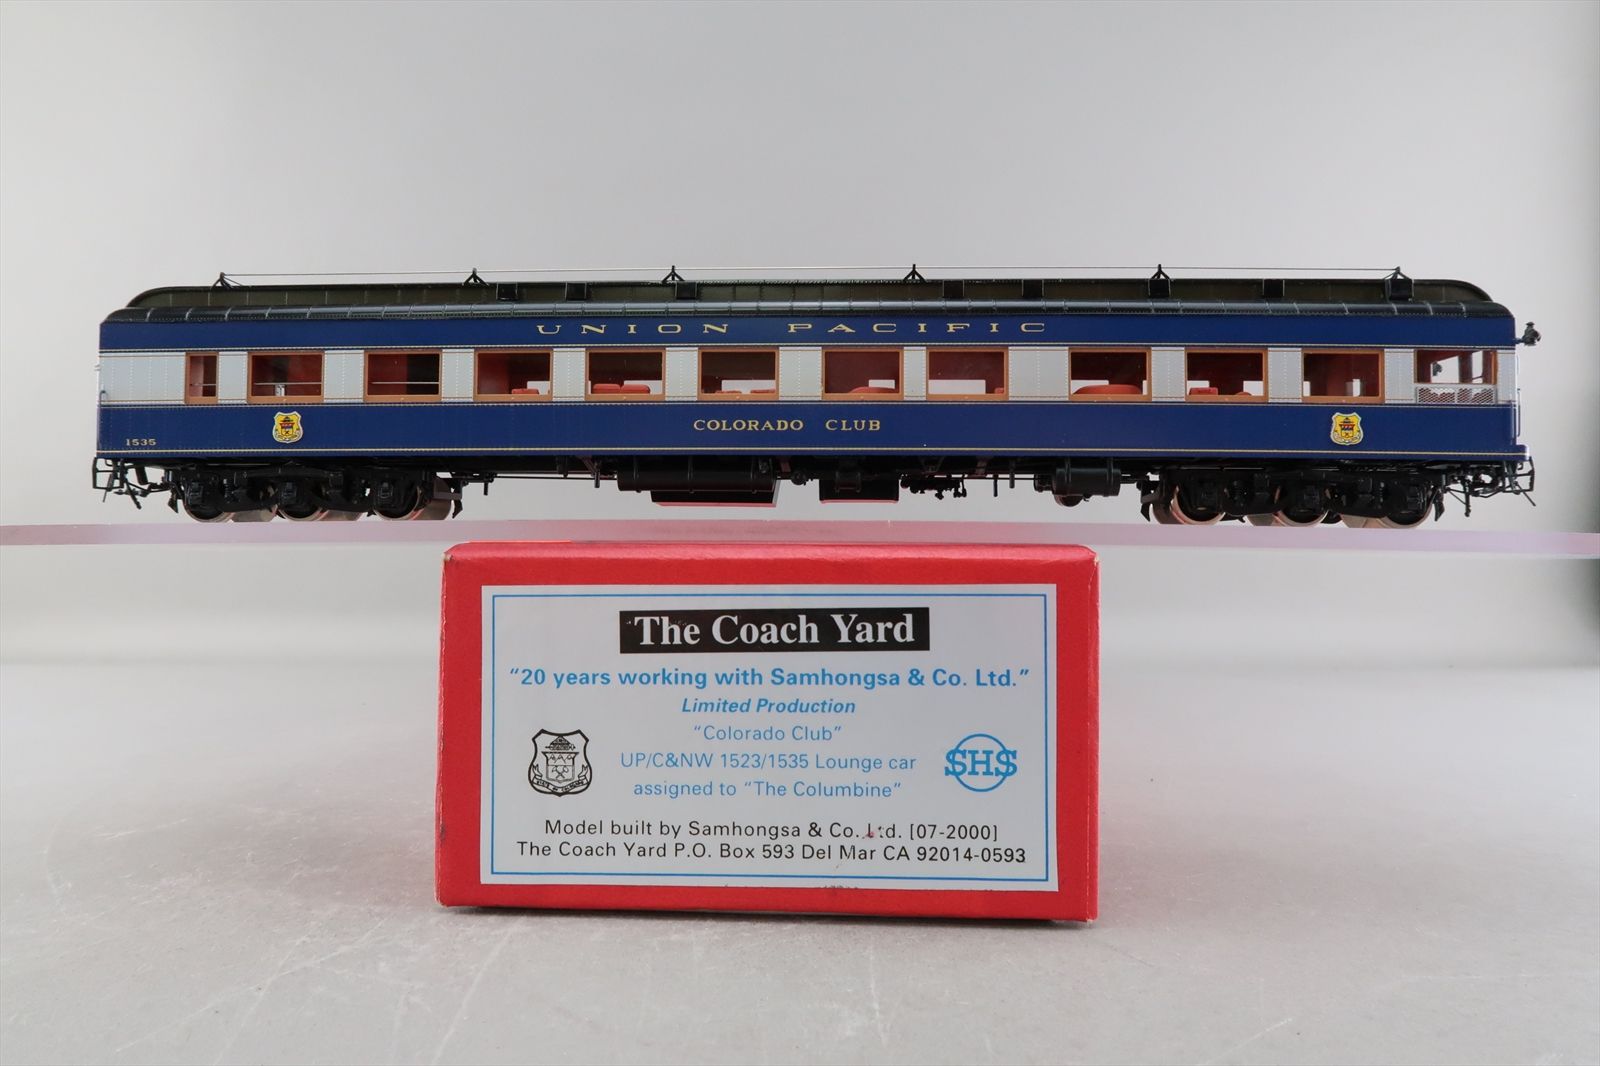 UNION PACIFIC
COLORADO CLUB
1535
The Coach Yard
“20 years working with Samhongsa & Co. Ltd.”
Limited Production
“Colorado Club”
UP/C&NW 1523/1535 Lounge car
assigned to “The Columbine”
SHS
Model built by Samhongsa & Co. Ltd. [07-2000]
The Coach Yard P.O. Box 593 Del Mar CA 92014-0593